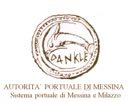 DANKLE
AUTORITA' PORTUALE DI MESSINA
Sistema portuale di Messina e Milazzo